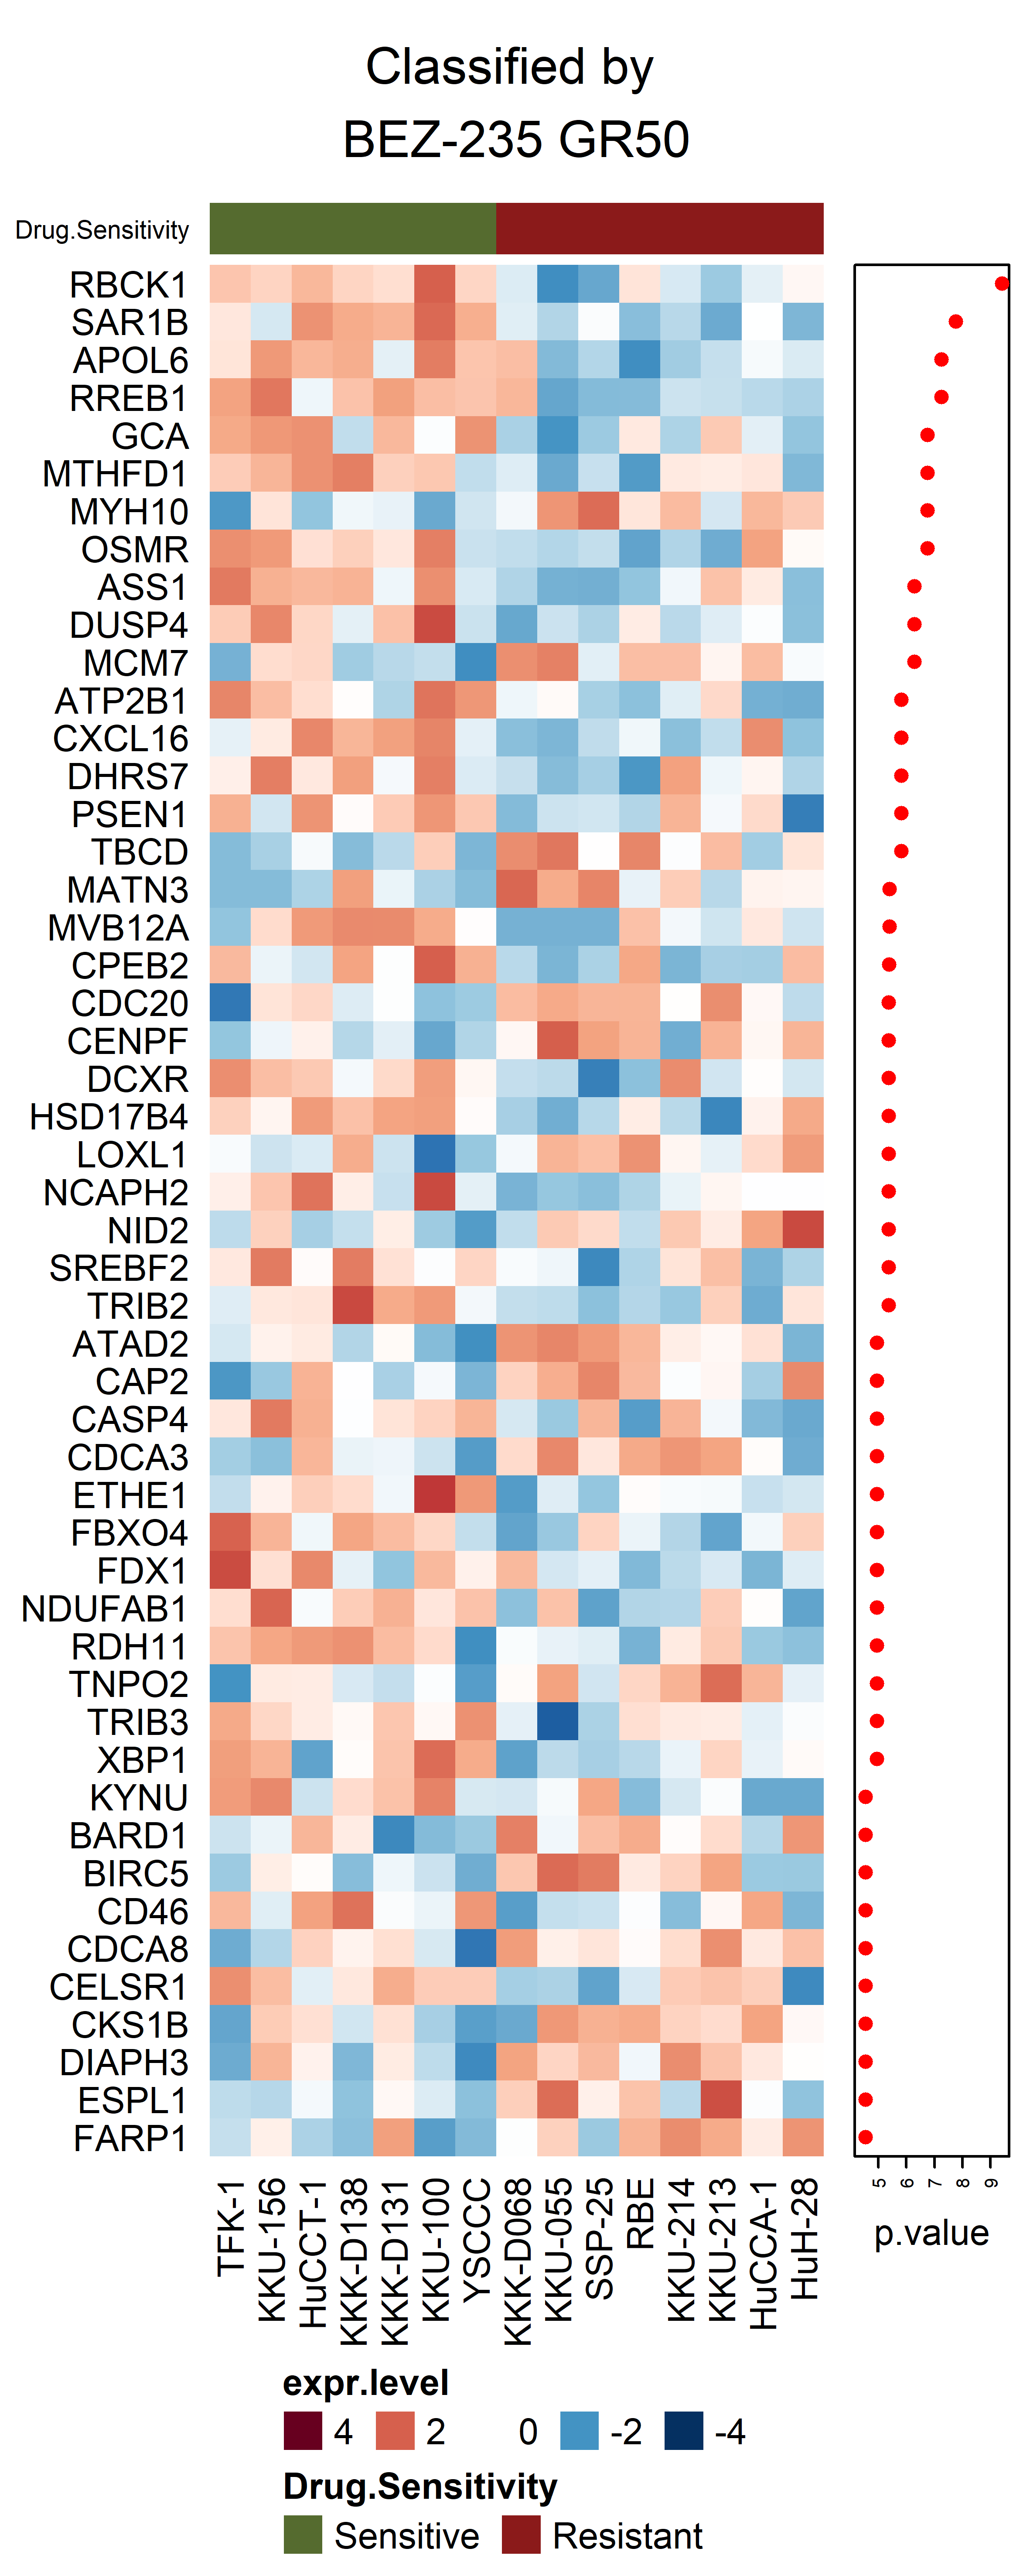 Classified by
BEZ-235 GR50
Drug.Sensitivity
RBCK1
SAR1B
APOL6
RREB1
GCA
MTHFD1
MYH10
OSMR
ASS1
DUSP4
MCM7
ATP2B1
CXCL16
DHRS7
PSEN1
TBCD
MATN3
MVB12A
CPEB2
CDC20
CENPF
DCXR
HSD17B4
LOXL1
NCAPH2
NID2
SREBF2
TRIB2
ATAD2
CAP2
CASP4
CDCA3
ETHE1
FBXO4
FDX1
NDUFAB1
RDH11
TNPO2
TRIB3
XBP1
KYNU
BARD1
BIRC5
CD46
CDCA8
CELSR1
CKS1B
DIAPH3
ESPL1
FARP1
5 6 7 8 9
p.value
TFK-1 KKU-156 HuCCT-1 KKK-D138 KKK-D131 KKU-100 YSCCC KKK-D068 KKU-055 SSP-25 RBE KKU-214 KKU-213 HuCCA-1 HuH-28
expr.level
4 2 0 -2 -4
Drug.Sensitivity
Sensitive Resistant